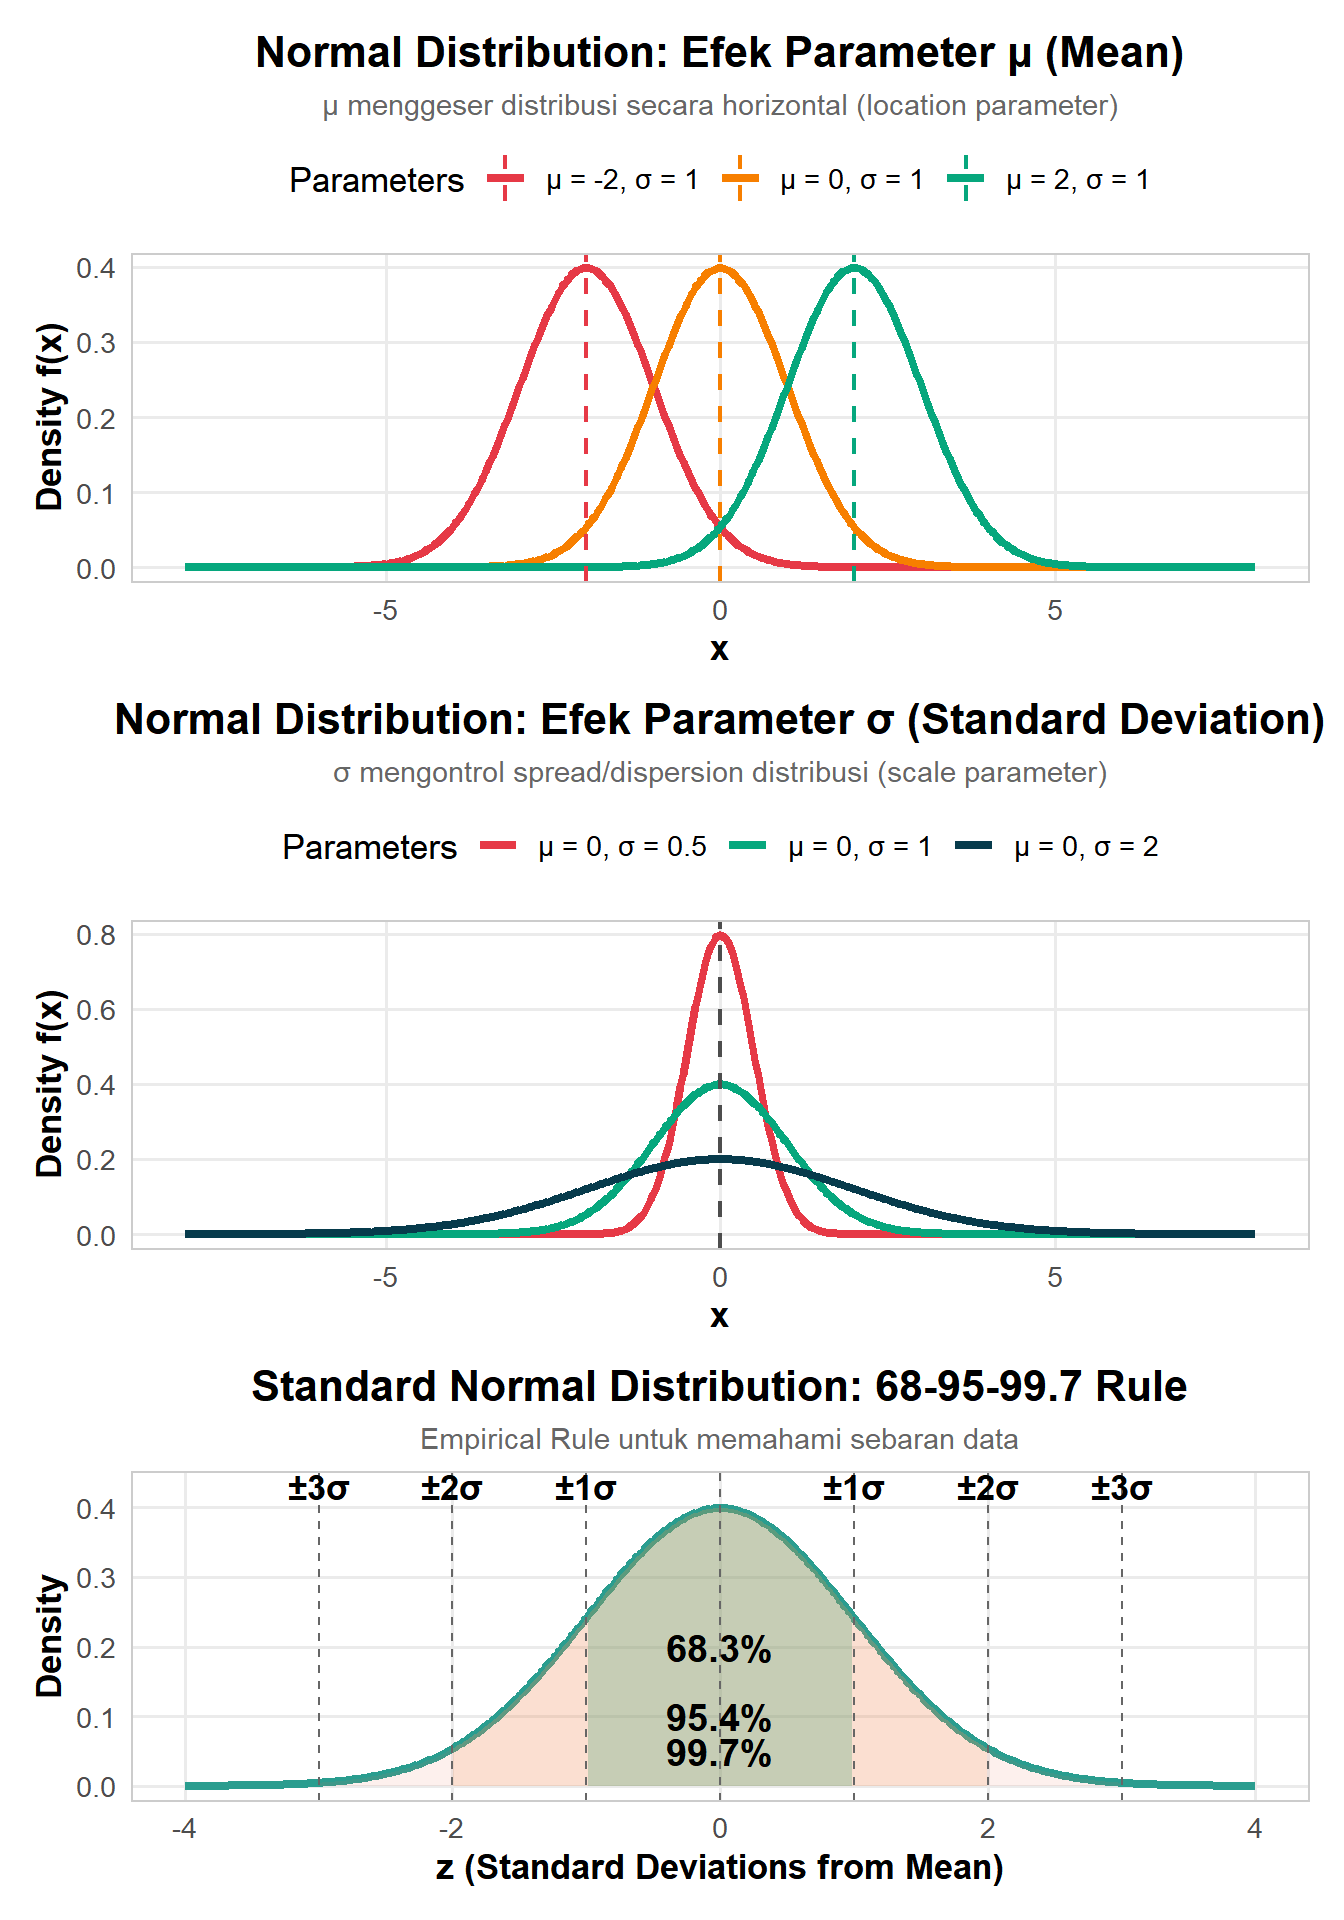 Normal Distribution: Efek Parameter μ (Mean)
μ menggeser distribusi secara horizontal (location parameter)
Parameters μ = -2, σ = 1 μ = 0, σ = 1 μ = 2, σ = 1
Density f(x)
0.4
0.3
0.2
0.1
0.0
-5 0 5
x
Normal Distribution: Efek Parameter σ (Standard Deviation)
σ mengontrol spread/dispersion distribusi (scale parameter)
Parameters μ = 0, σ = 0.5 μ = 0, σ = 1 μ = 0, σ = 2
Density f(x)
0.8
0.6
0.4
0.2
0.0
-5 0 5
x
Standard Normal Distribution: 68-95-99.7 Rule
Empirical Rule untuk memahami sebaran data
±3σ ±2σ ±1σ ±1σ ±2σ ±3σ
Density
0.4
0.3
0.2
0.1
0.0
68.3%
95.4%
99.7%
-4 -2 0 2 4
z (Standard Deviations from Mean)